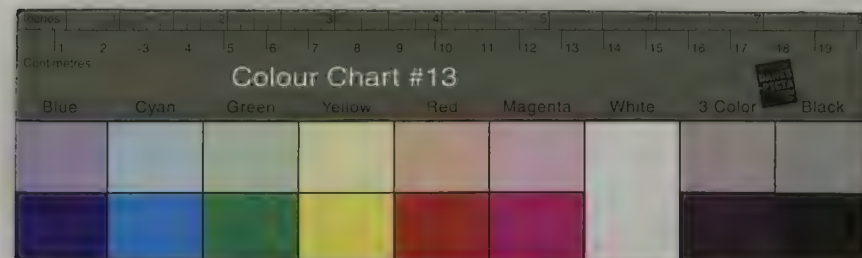 Inches 1 2 3 4 5 6 7
1 2 3 4 5 6 7 8 9 10 11 12 13 14 15 16 17 18 19
Centimetres
Colour Chart #13
DANES
PICTA
Blue Cyan Green Yellow Red Magenta White 3 Color Black